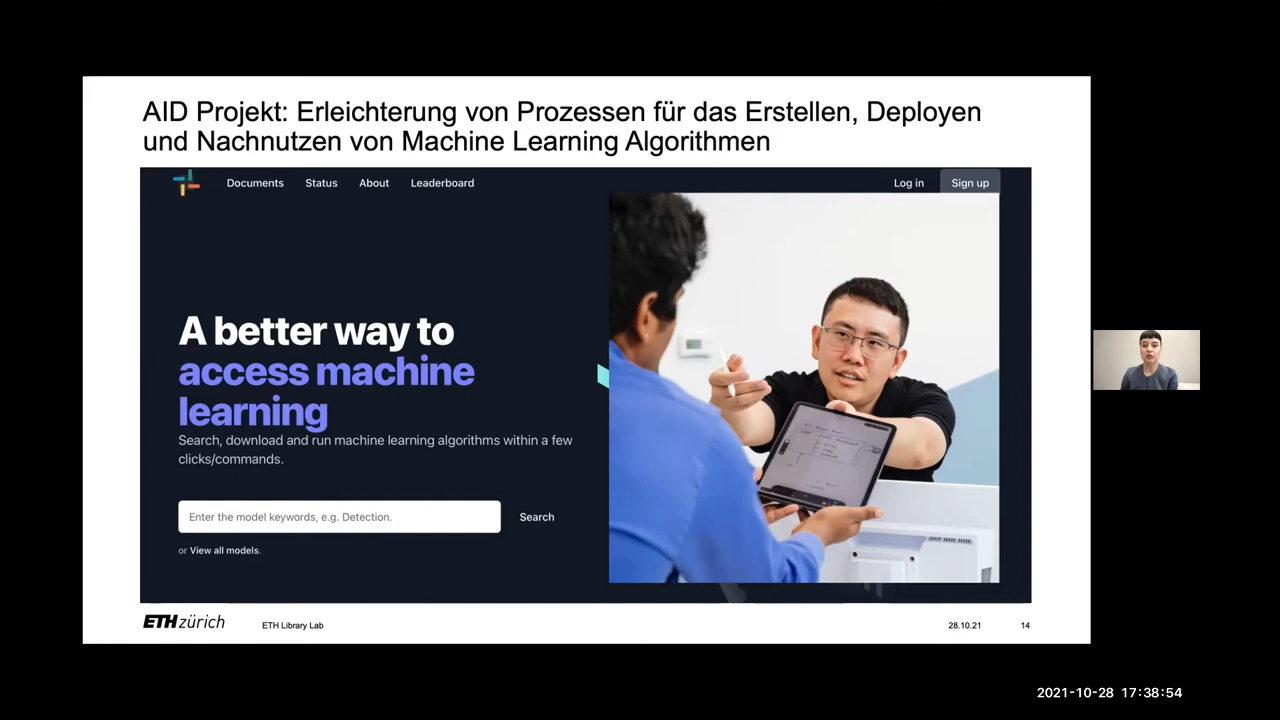 AID Projekt: Erleichterung von Prozessen für das Erstellen, Deployen
und Nachnutzen von Machine Learning Algorithmen
Documents Status About Leaderboard Log in Sign up
A better way to
access machine
learning
Search, download and run machine learning algorithms within a few
clicks/commands.
Enter the model keywords, e.g. Detection. Search
or View all models.
ETH zürich ETH Library Lab 28.10.21 14
2021-10-28 17:38:54